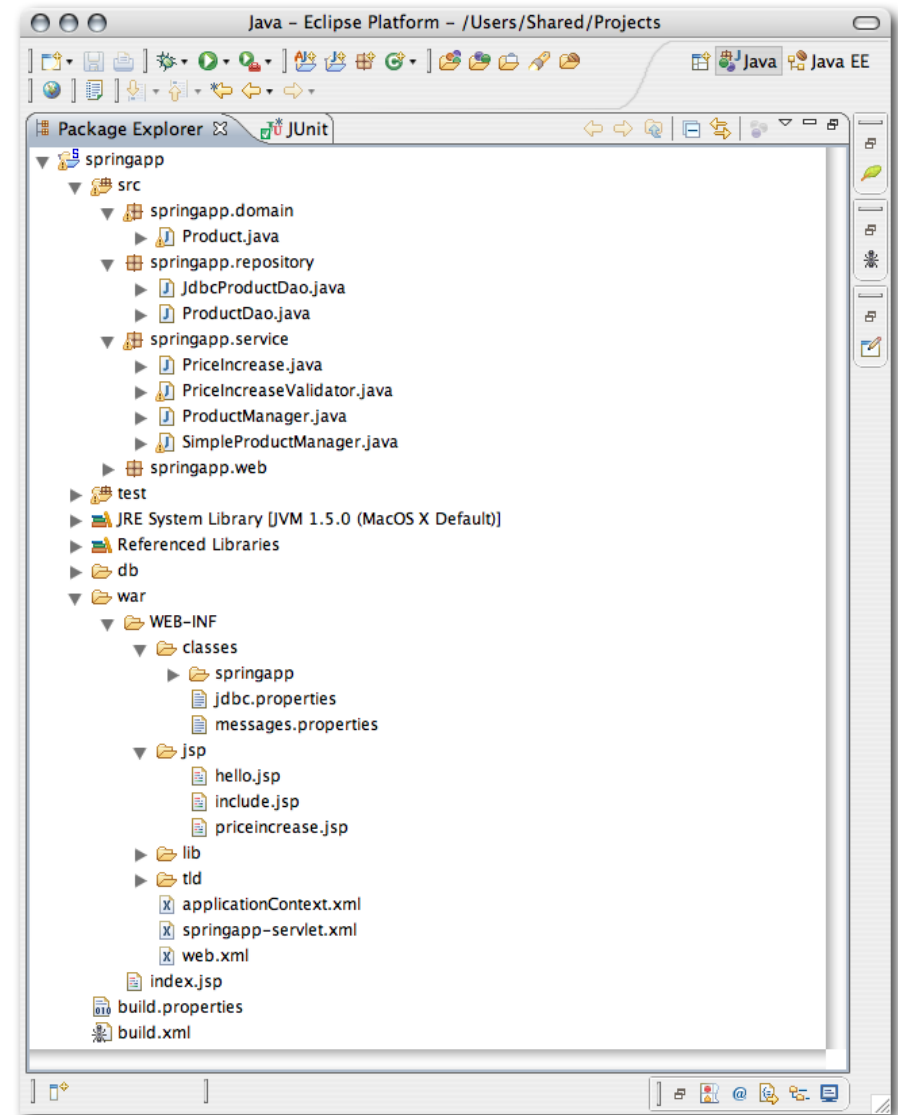 Java – Eclipse Platform – /Users/Shared/Projects
Java Java EE
Package Explorer JUnit
springapp
src
springapp.domain
Product.java
springapp.repository
JdbcProductDao.java
ProductDao.java
springapp.service
PriceIncrease.java
PriceIncreaseValidator.java
ProductManager.java
SimpleProductManager.java
springapp.web
test
JRE System Library [JVM 1.5.0 (MacOS X Default)]
Referenced Libraries
db
war
WEB-INF
classes
springapp
jdbc.properties
messages.properties
jsp
hello.jsp
include.jsp
priceincrease.jsp
lib
tld
applicationContext.xml
springapp-servlet.xml
web.xml
index.jsp
build.properties
build.xml